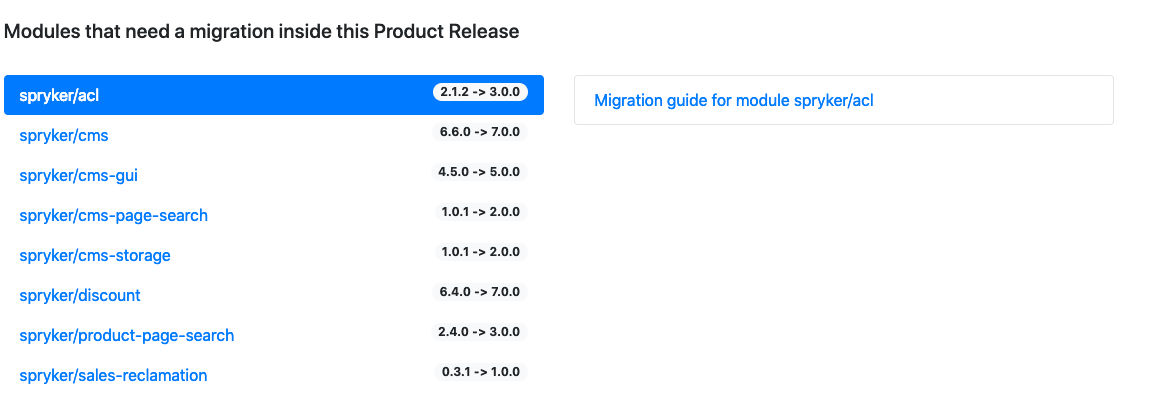 Modules that need a migration inside this Product Release
spryker/acl 2.1.2 -> 3.0.0
Migration guide for module spryker/acl
spryker/cms 6.6.0 -> 7.0.0
spryker/cms-gui 4.5.0 -> 5.0.0
spryker/cms-page-search 1.0.1 -> 2.0.0
spryker/cms-storage 1.0.1 -> 2.0.0
spryker/discount 6.4.0 -> 7.0.0
spryker/product-page-search 2.4.0 -> 3.0.0
spryker/sales-reclamation 0.3.1 -> 1.0.0